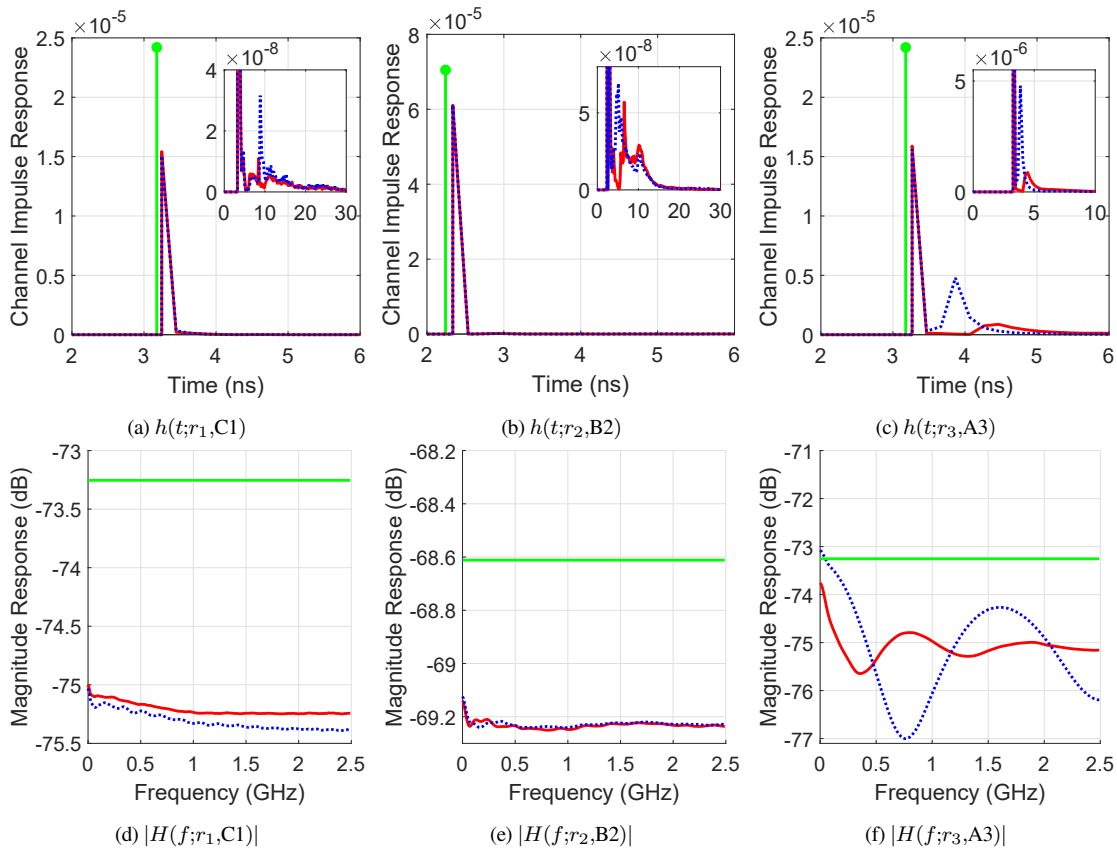 ×10⁻⁵
2.5
2
1.5
1
0.5
0
Channel Impulse Response
2 3 4 5 6
Time (ns)
×10⁻⁸
4
2
0
0 10 20 30
(a) h(t;r₁,C1)
×10⁻⁵
8
6
4
2
0
Channel Impulse Response
2 3 4 5 6
Time (ns)
×10⁻⁸
5
0
0 10 20 30
(b) h(t;r₂,B2)
×10⁻⁵
2.5
2
1.5
1
0.5
0
Channel Impulse Response
2 3 4 5 6
Time (ns)
×10⁻⁶
5
0
0 5 10
(c) h(t;r₃,A3)
-73
-73.5
-74
-74.5
-75
-75.5
Magnitude Response (dB)
0 0.5 1 1.5 2 2.5
Frequency (GHz)
(d) |H(f;r₁,C1)|
-68.2
-68.4
-68.6
-68.8
-69
-69.2
Magnitude Response (dB)
0 0.5 1 1.5 2 2.5
Frequency (GHz)
(e) |H(f;r₂,B2)|
-71
-72
-73
-74
-75
-76
-77
Magnitude Response (dB)
0 0.5 1 1.5 2 2.5
Frequency (GHz)
(f) |H(f;r₃,A3)|